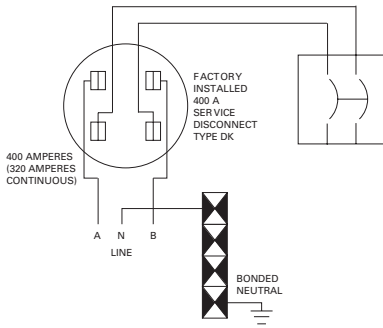 FACTORY
INSTALLED
400 A
SERVICE
DISCONNECT
TYPE DK
400 AMPERES
(320 AMPERES
CONTINUOUS)
A N B
LINE
BONDED
NEUTRAL